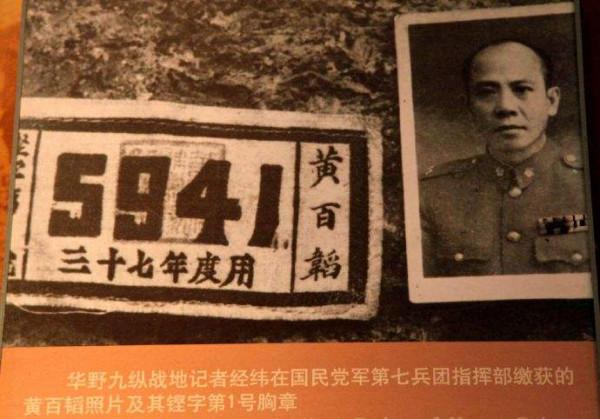 5941
三十七年度用
黄百韜
华野九纵战地记者经纬在国民党军第七兵团指挥部缴获的
黄百韬照片及其铿字第1号胸章